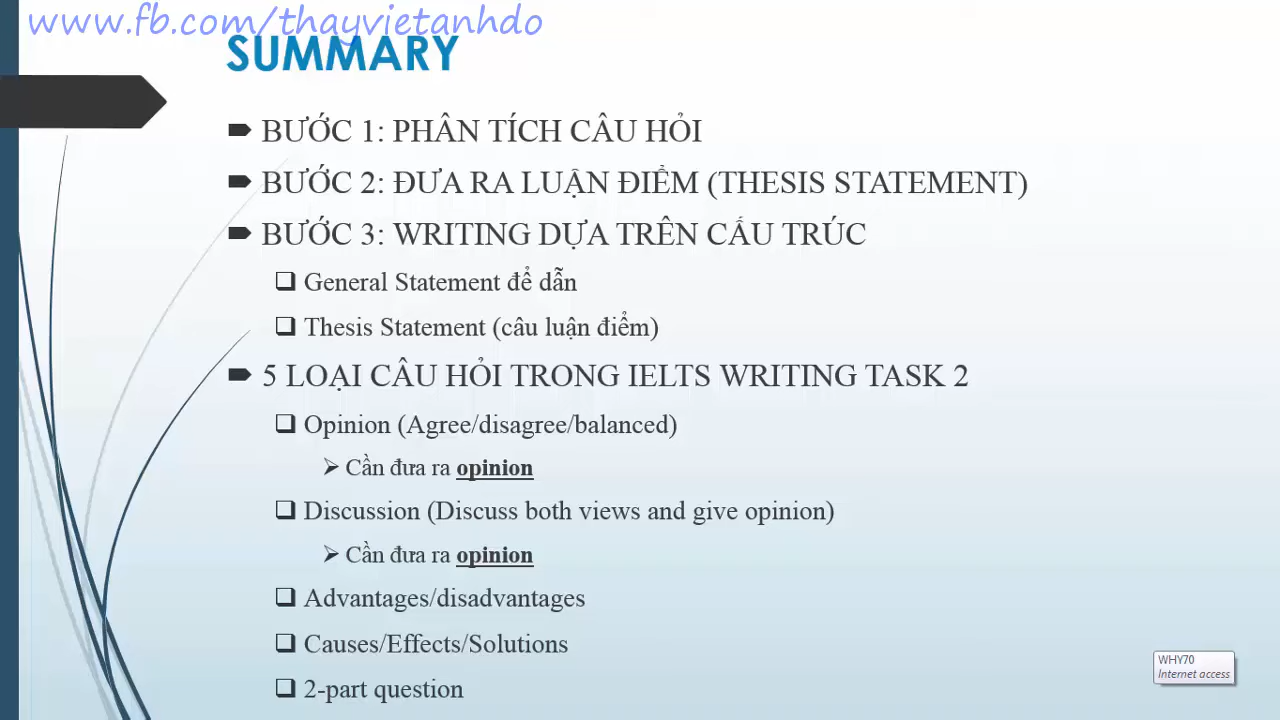 www.fb.com/thayvietanhdo
SUMMARY
BƯỚC 1: PHÂN TÍCH CÂU HỎI
BƯỚC 2: ĐƯA RA LUẬN ĐIỂM (THESIS STATEMENT)
BƯỚC 3: WRITING DỰA TRÊN CẤU TRÚC
General Statement để dẫn
Thesis Statement (câu luận điểm)
5 LOẠI CÂU HỎI TRONG IELTS WRITING TASK 2
Opinion (Agree/disagree/balanced)
Cần đưa ra opinion
Discussion (Discuss both views and give opinion)
Cần đưa ra opinion
Advantages/disadvantages
Causes/Effects/Solutions
2-part question
WHY70
Internet access